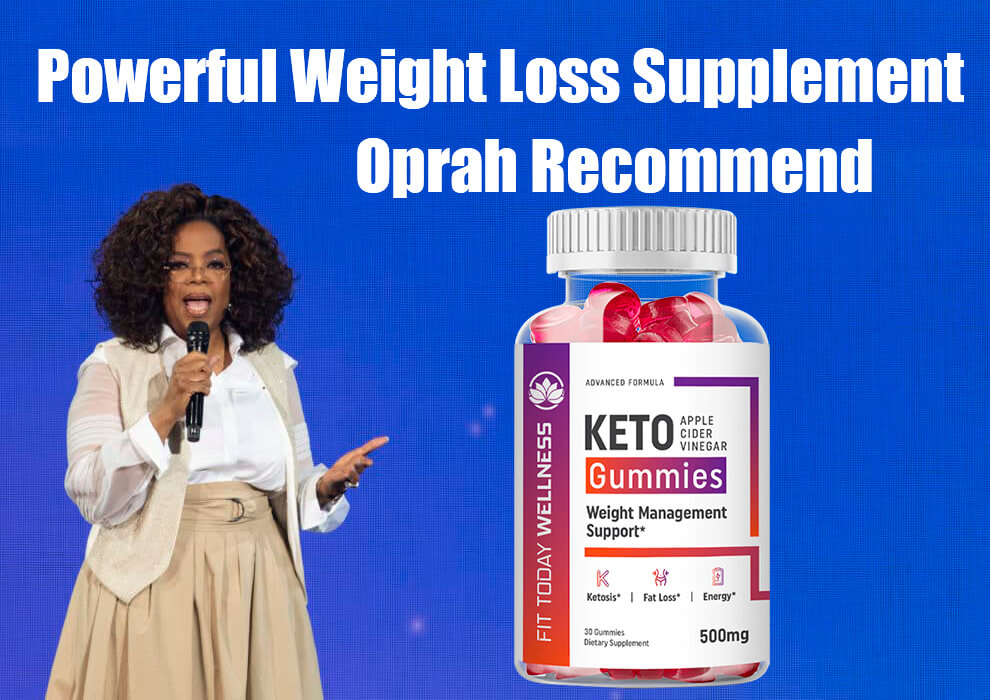 Powerful Weight Loss Supplement
Oprah Recommend
ADVANCED FORMULA
KETO
APPLE
CIDER
VINEGAR
Gummies
Weight Management
Support*
Ketosis* | Fat Loss* | Energy*
30 Gummies
Dietary Supplement
500mg
FIT TODAY WELLNESS